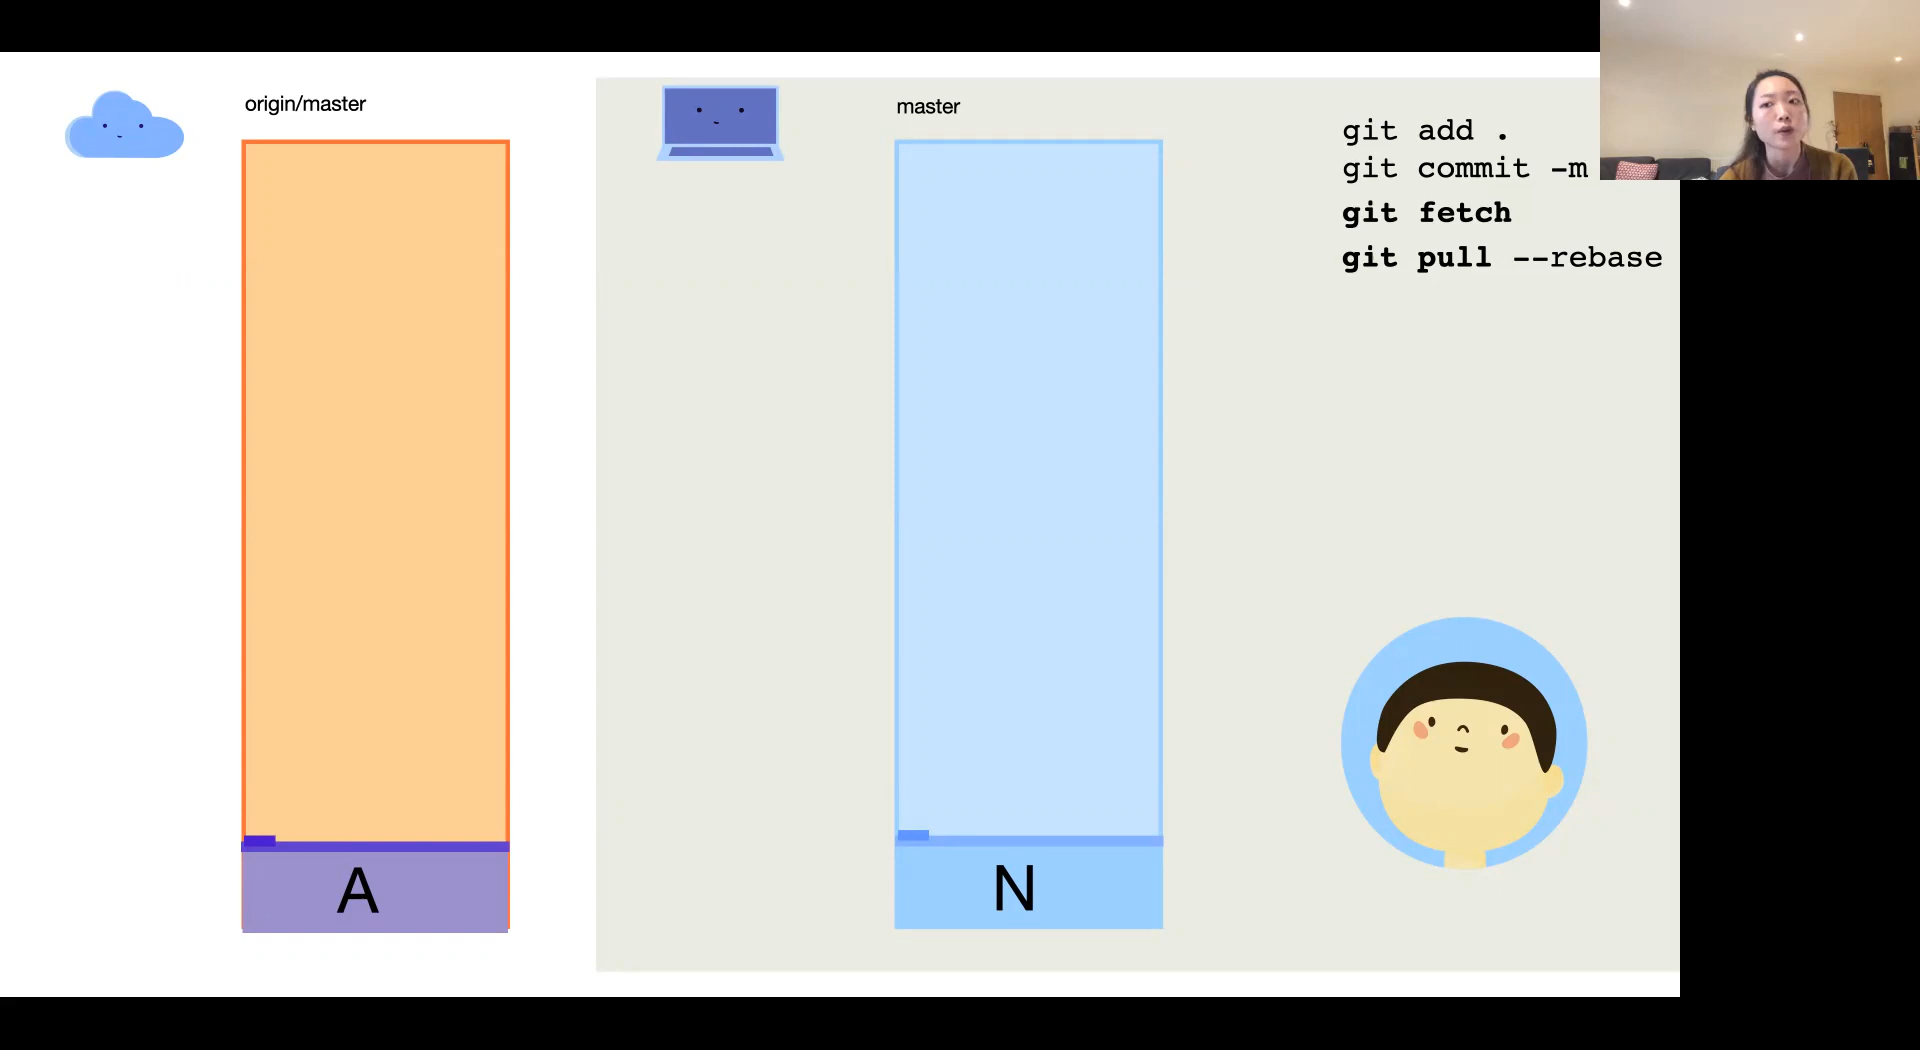 origin/master
master
git add .
git commit -m
git fetch
git pull --rebase
A
N